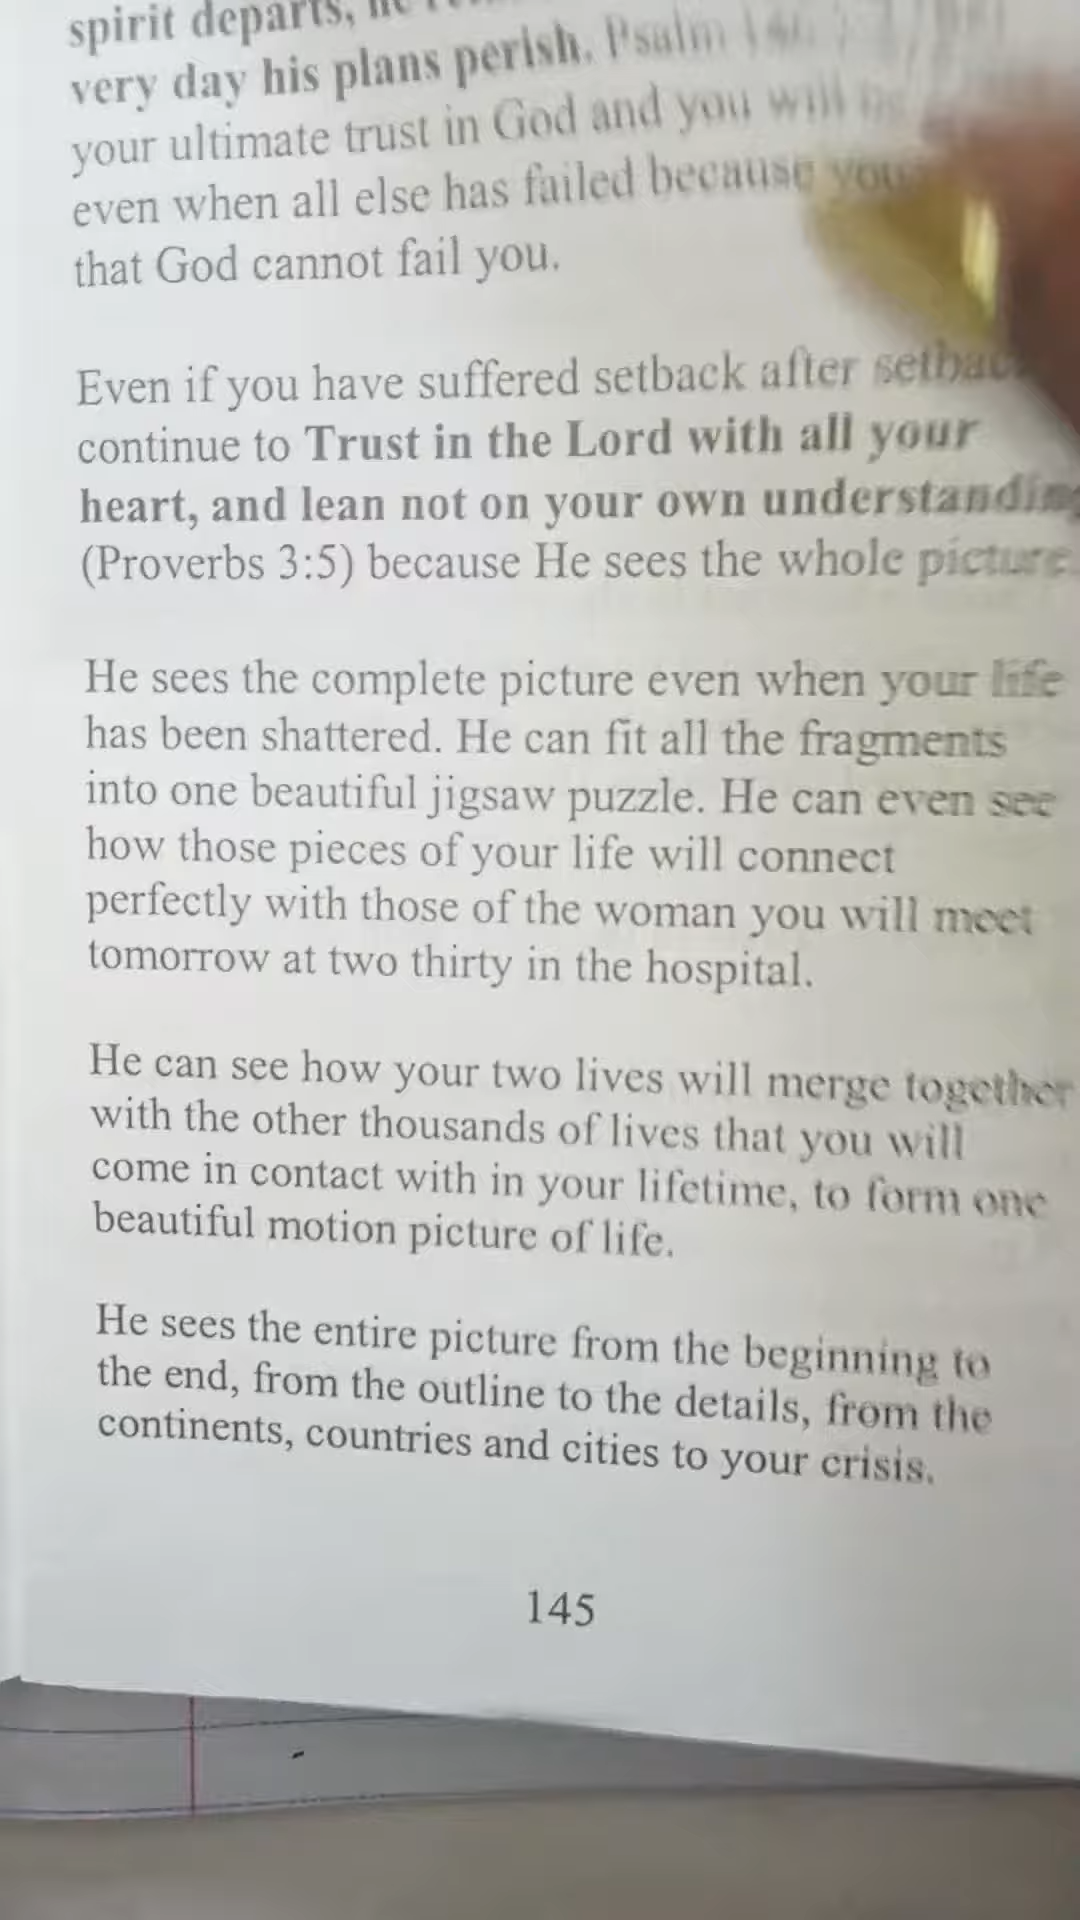 spirit departs, he
very day his plans perish. Psalm 146
your ultimate trust in God and you will
even when all else has failed because you
that God cannot fail you.
Even if you have suffered setback after setback
continue to Trust in the Lord with all your
heart, and lean not on your own understanding
(Proverbs 3:5) because He sees the whole picture.
He sees the complete picture even when your life
has been shattered. He can fit all the fragments
into one beautiful jigsaw puzzle. He can even see
how those pieces of your life will connect
perfectly with those of the woman you will meet
tomorrow at two thirty in the hospital.
He can see how your two lives will merge together
with the other thousands of lives that you will
come in contact with in your lifetime, to form one
beautiful motion picture of life.
He sees the entire picture from the beginning to
the end, from the outline to the details, from the
continents, countries and cities to your crisis.
145